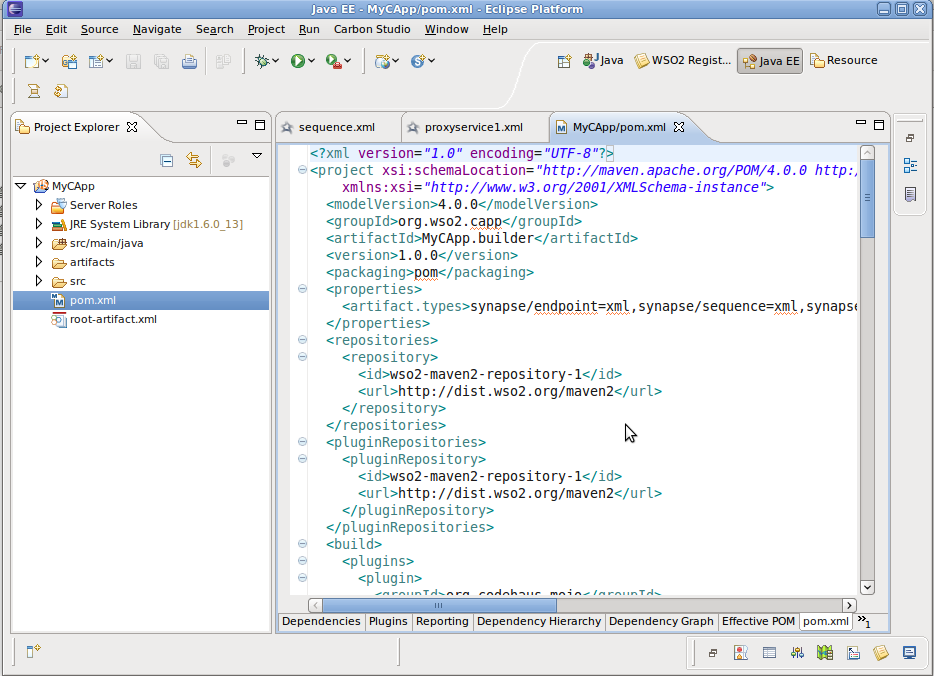 Java EE - MyCApp/pom.xml - Eclipse Platform
File Edit Source Navigate Search Project Run Carbon Studio Window Help
Java WSO2 Regist... Java EE Resource
Project Explorer
sequence.xml proxyservice1.xml MyCApp/pom.xml
MyCApp
Server Roles
JRE System Library [jdk1.6.0_13]
src/main/java
artifacts
src
pom.xml
root-artifact.xml
<?xml version="1.0" encoding="UTF-8"?>
<project xsi:schemaLocation="http://maven.apache.org/POM/4.0.0 http:/
xmlns:xsi="http://www.w3.org/2001/XMLSchema-instance">
<modelVersion>4.0.0</modelVersion>
<groupId>org.wso2.capp</groupId>
<artifactId>MyCApp.builder</artifactId>
<version>1.0.0</version>
<packaging>pom</packaging>
<properties>
<artifact.types>synapse/endpoint=xml,synapse/sequence=xml,synapse
</properties>
<repositories>
<repository>
<id>wso2-maven2-repository-1</id>
<url>http://dist.wso2.org/maven2</url>
</repository>
</repositories>
<pluginRepositories>
<pluginRepository>
<id>wso2-maven2-repository-1</id>
<url>http://dist.wso2.org/maven2</url>
</pluginRepository>
</pluginRepositories>
<build>
<plugins>
<plugin>
<groupId>org.codehaus.mojo</groupId>
Dependencies Plugins Reporting Dependency Hierarchy Dependency Graph Effective POM pom.xml »1